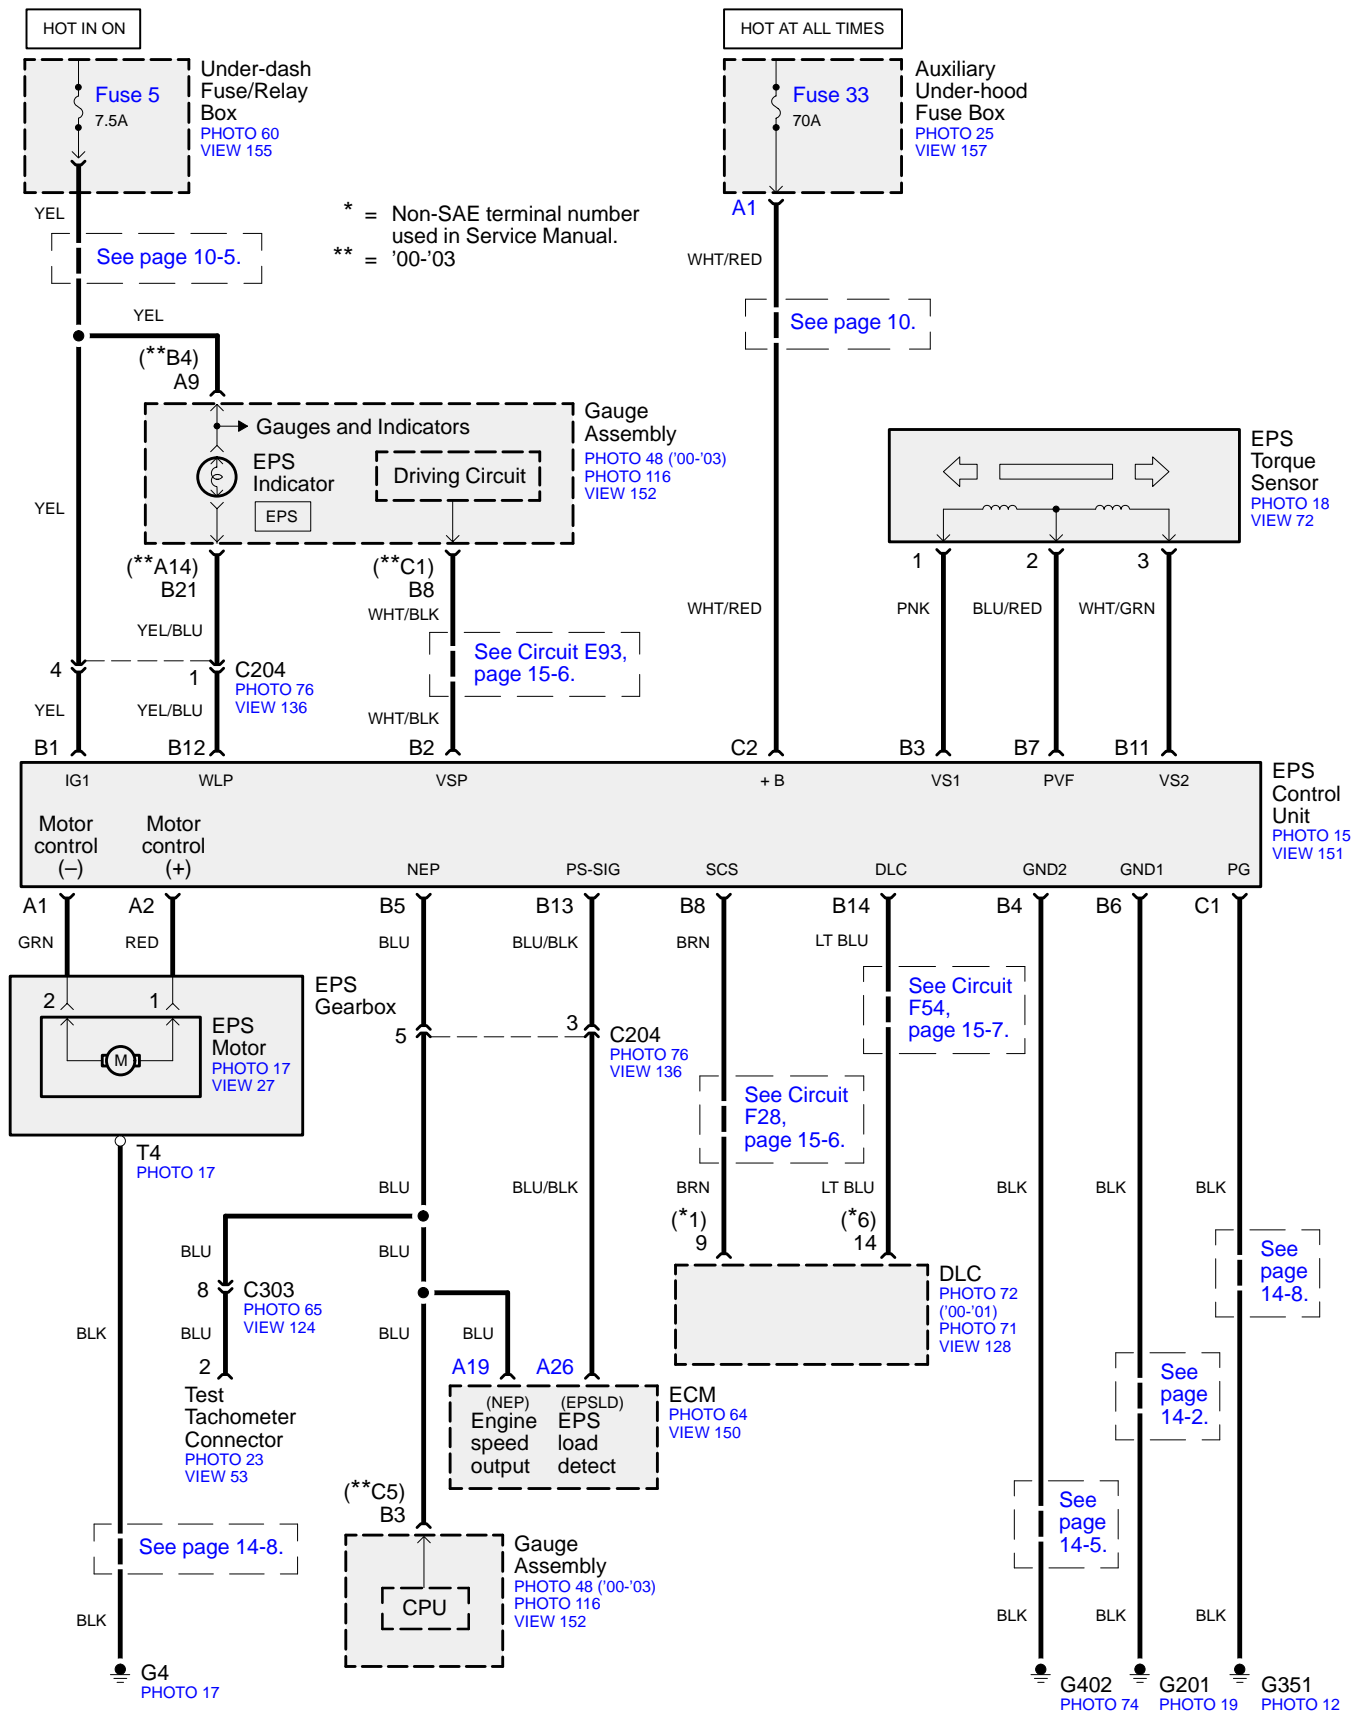 HOT IN ON
HOT AT ALL TIMES
Fuse 5
7.5A
Under-dash
Fuse/Relay
Box
PHOTO 60
VIEW 155
Fuse 33
70A
Auxiliary
Under-hood
Fuse Box
PHOTO 25
VIEW 157
YEL
See page 10-5.
* = Non-SAE terminal number
used in Service Manual.
** = '00-'03
A1
WHT/RED
See page 10.
YEL
(**B4)
A9
Gauges and Indicators
EPS
Indicator
EPS
Driving Circuit
Gauge
Assembly
PHOTO 48 ('00-'03)
PHOTO 116
VIEW 152
EPS
Torque
Sensor
PHOTO 18
VIEW 72
YEL
(**A14)
B21
(**C1)
B8
1
2
3
YEL/BLU
WHT/BLK
WHT/RED
PNK
BLU/RED
WHT/GRN
See Circuit E93,
page 15-6.
4
1
C204
PHOTO 76
VIEW 136
YEL
YEL/BLU
WHT/BLK
B1
B12
B2
C2
B3
B7
B11
IG1
WLP
VSP
+ B
VS1
PVF
VS2
EPS
Control
Unit
PHOTO 15
VIEW 151
Motor
control
(–)
Motor
control
(+)
NEP
PS-SIG
SCS
DLC
GND2
GND1
PG
A1
A2
B5
B13
B8
B14
B4
B6
C1
GRN
RED
BLU
BLU/BLK
BRN
LT BLU
EPS
Gearbox
2
1
EPS
Motor
PHOTO 17
VIEW 27
M
See Circuit
F54,
page 15-7.
5
3
C204
PHOTO 76
VIEW 136
See Circuit
F28,
page 15-6.
T4
PHOTO 17
BLU
BLU/BLK
BRN
LT BLU
BLK
BLK
BLK
(*1)
9
(*6)
14
BLU
BLU
8
C303
PHOTO 65
VIEW 124
DLC
PHOTO 72
('00-'01)
PHOTO 71
VIEW 128
See
page
14-8.
BLK
BLU
BLU
BLU
2
A19
A26
Test
Tachometer
Connector
PHOTO 23
VIEW 53
(NEP)
Engine
speed
output
(EPSLD)
EPS
load
detect
ECM
PHOTO 64
VIEW 150
See
page
14-2.
(**C5)
B3
See
page
14-5.
See page 14-8.
Gauge
Assembly
PHOTO 48 ('00-'03)
PHOTO 116
VIEW 152
CPU
BLK
BLK
BLK
BLK
G4
PHOTO 17
G402
PHOTO 74
G201
PHOTO 19
G351
PHOTO 12